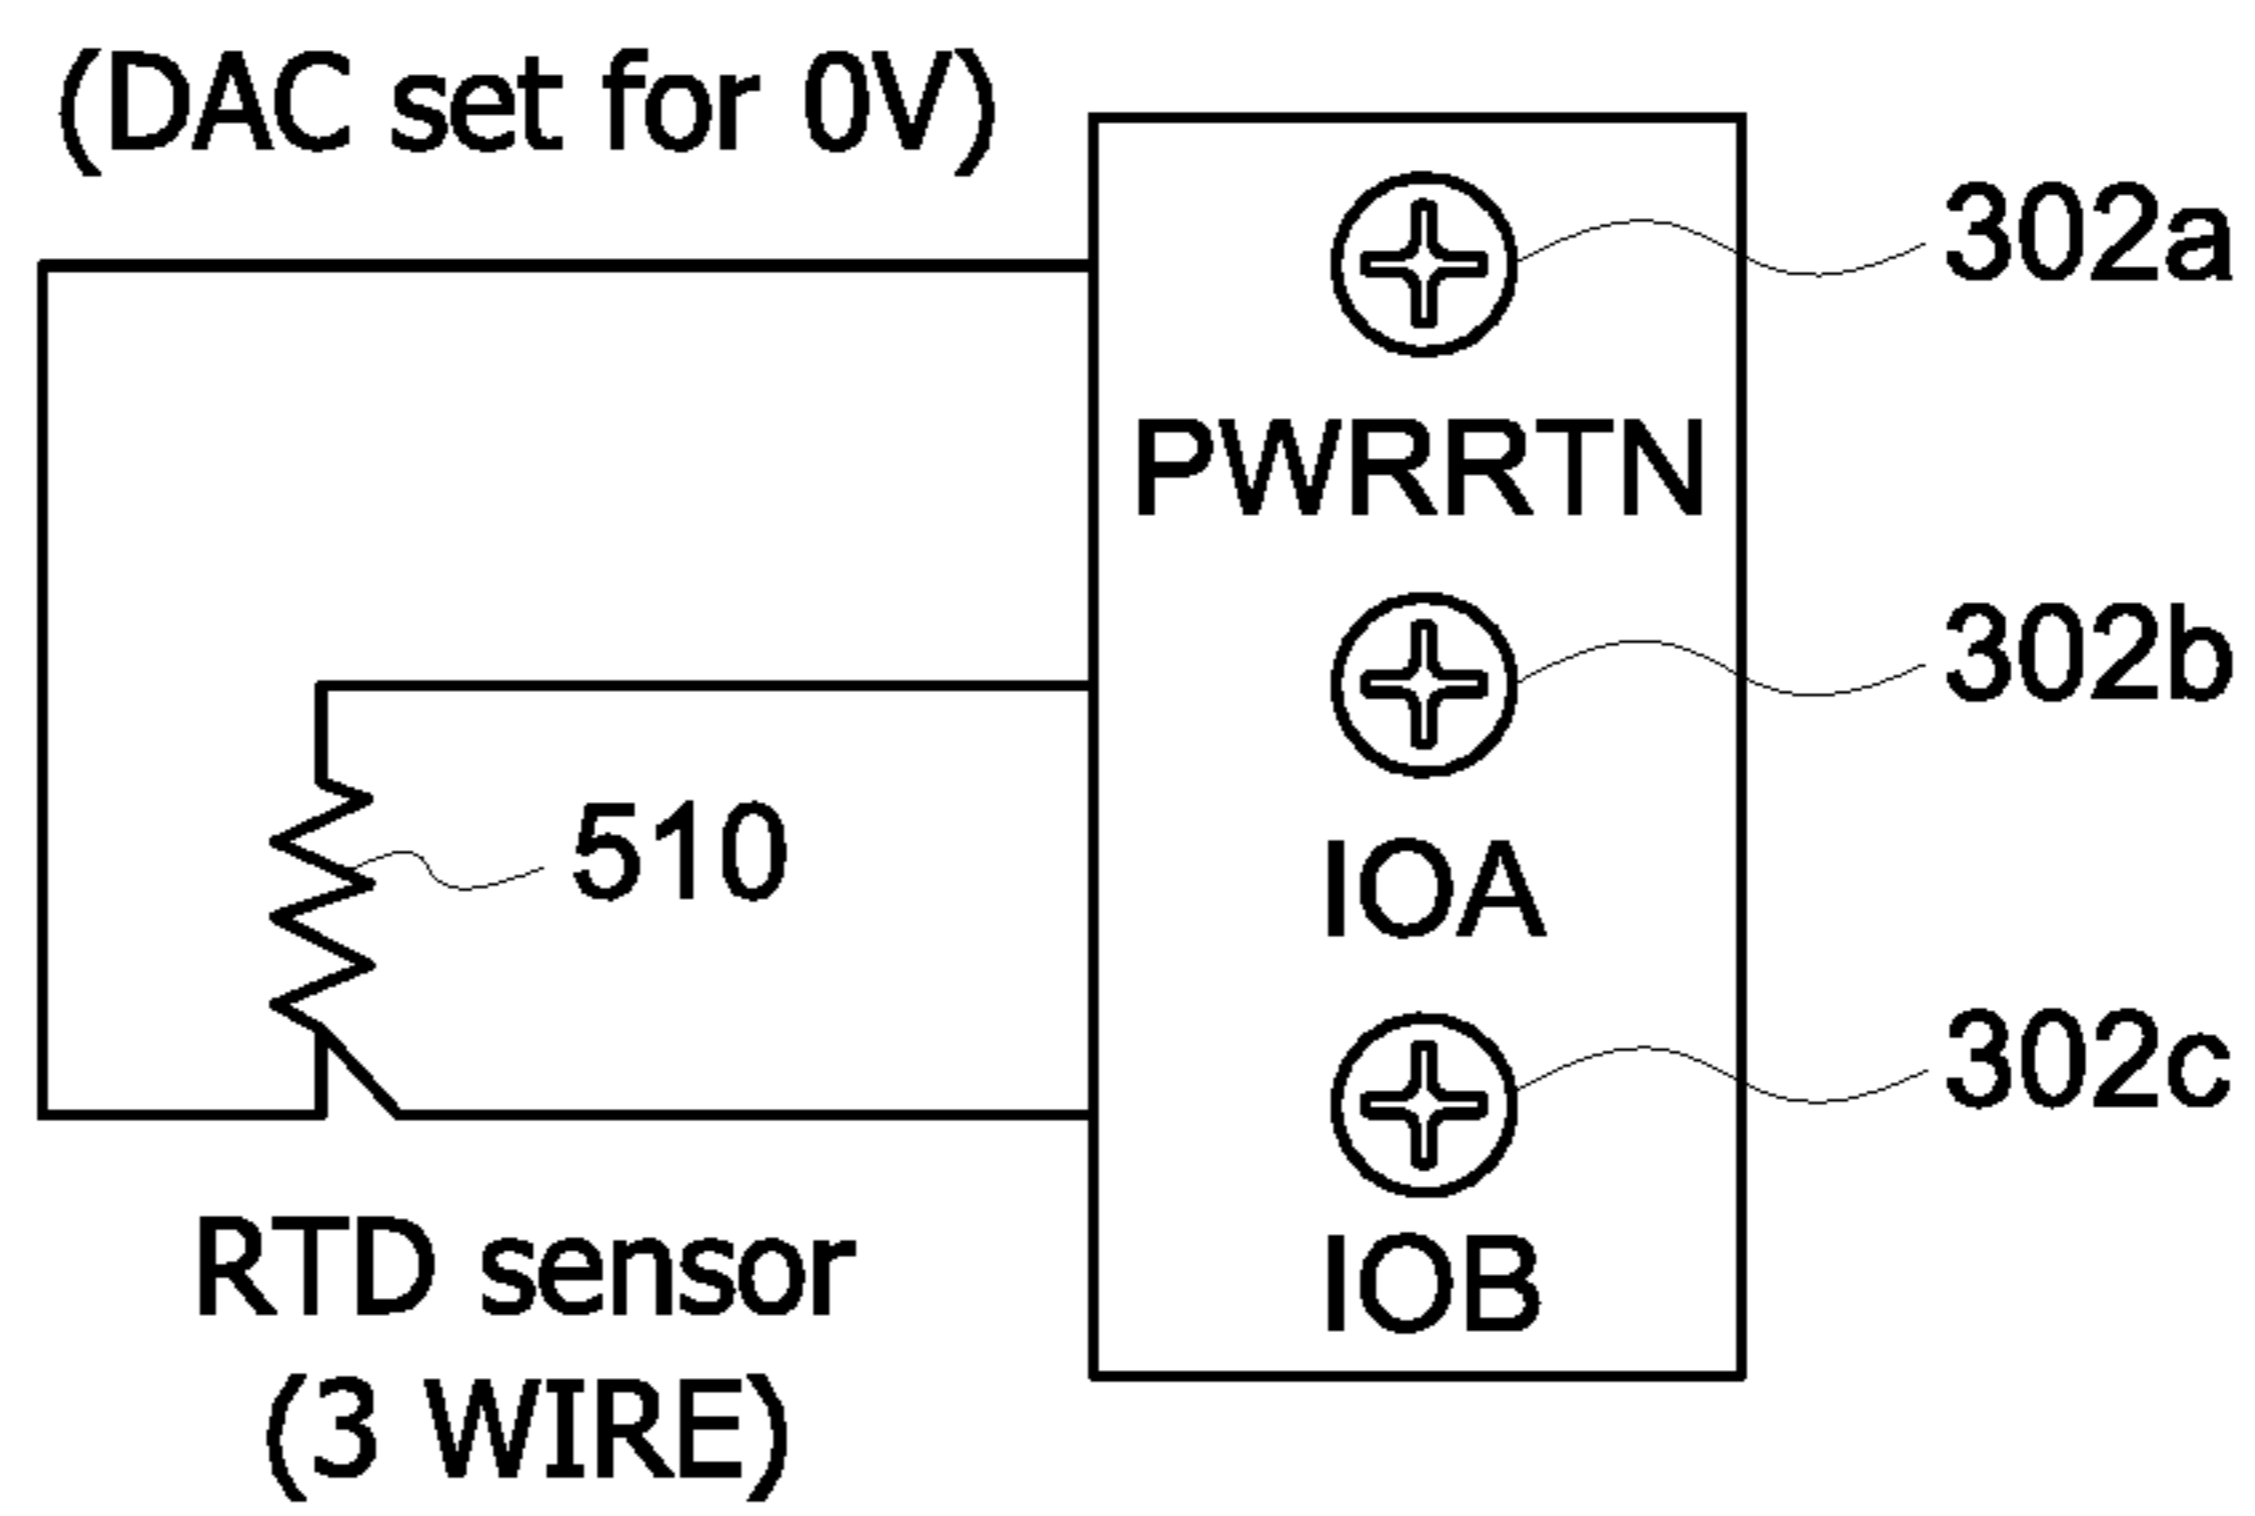 (DAC set for 0V)
302a
PWRRTN
302b
510
IOA
302c
IOB
RTD sensor
(3 WIRE)